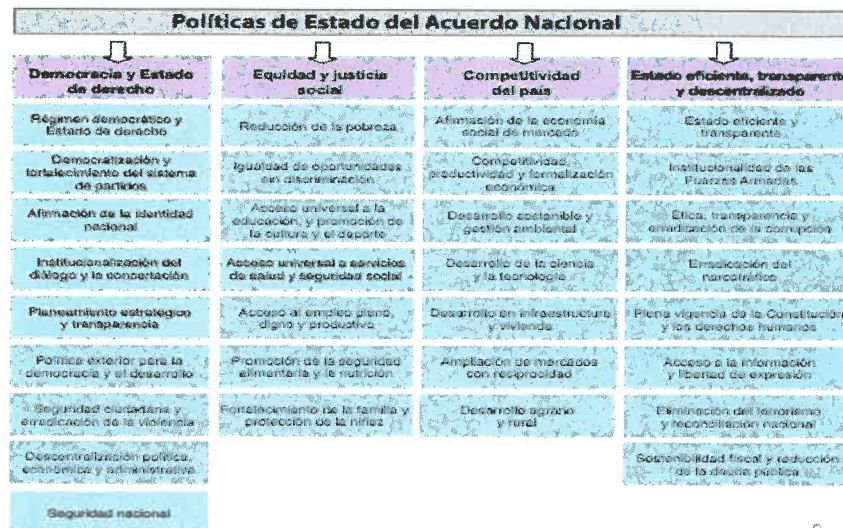 Políticas de Estado del Acuerdo Nacional
Democracia y Estado
de derecho
Régimen democrático y
Estado de derecho
Democratización y
fortalecimiento del sistema
de partidos
Afirmación de la identidad
nacional
Institucionalización del
diálogo y la concertación
Planeamiento estratégico
y transparencia
Política exterior para la
democracia y el desarrollo
Seguridad ciudadana y
erradicación de la violencia
Descentralización política,
económica y administrativa
Seguridad nacional
Equidad y justicia
social
Reducción de la pobreza
Igualdad de oportunidades
sin discriminación
Acceso universal a la
educación, y promoción de
la cultura y el deporte
Acceso universal a servicios
de salud y seguridad social
Acceso al empleo pleno,
digno y productivo
Promoción de la seguridad
alimentaria y la nutrición
Fortalecimiento de la familia y
protección de la niñez
Competitividad
del país
Afirmación de la economía
social de mercado
Competitividad,
productividad y formalización
económica
Desarrollo sostenible y
gestión ambiental
Desarrollo de la ciencia
y la tecnología
Desarrollo en infraestructura
y vivienda
Ampliación de mercados
con reciprocidad
Desarrollo agrario
y rural
Estado eficiente, transparente
y descentralizado
Estado eficiente y
transparente
Institucionalidad de las
Fuerzas Armadas
Etica, transparencia y
erradicación de la corrupción
Erradicación del
narcotráfico
Plena vigencia de la Constitución
y los derechos humanos
Acceso a la información
y libertad de expresión
Eliminación del terrorismo
y reconciliación nacional
Sostenibilidad fiscal y reducción
de la deuda pública